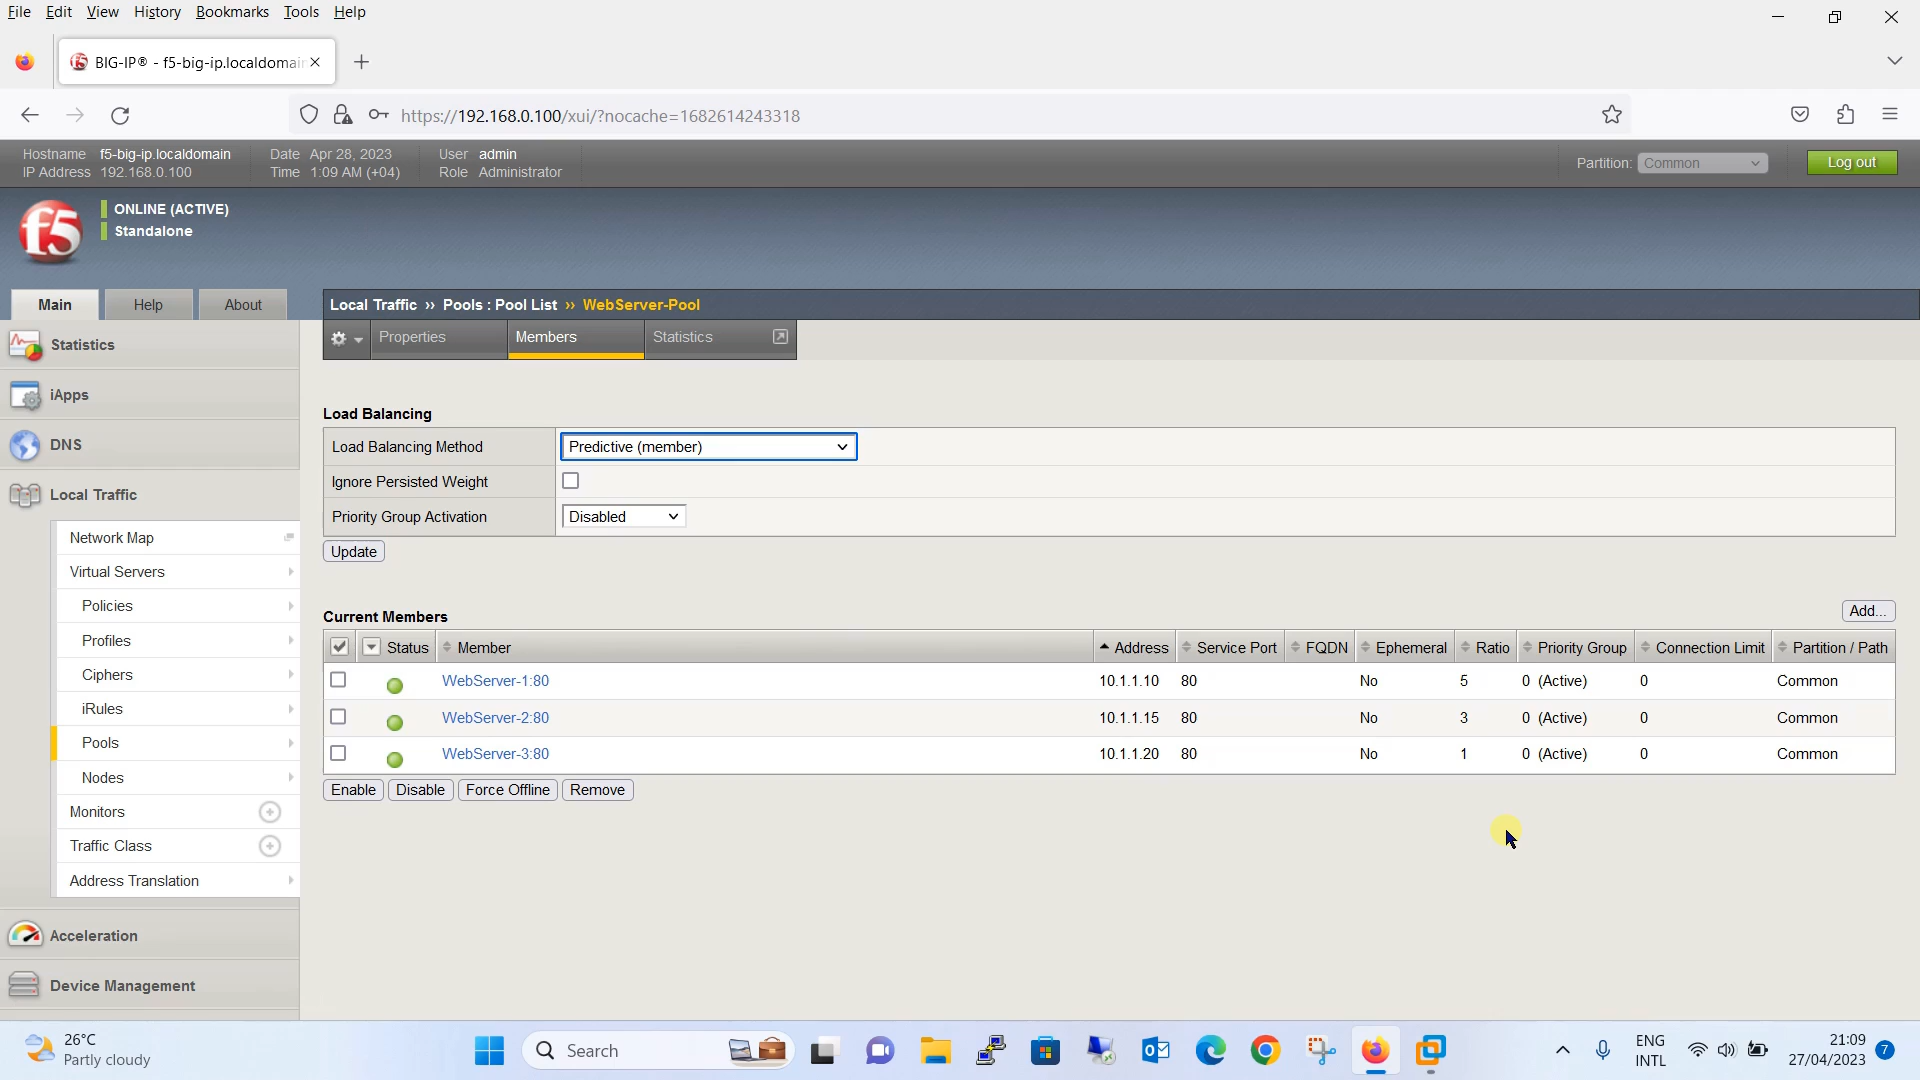 File Edit View History Bookmarks Tools Help
BIG-IP® - f5-big-ip.localdomain
https://192.168.0.100/xui/?nocache=1682614243318
Hostname f5-big-ip.localdomain Date Apr 28, 2023 User admin
IP Address 192.168.0.100 Time 1:09 AM (+04) Role Administrator
Partition: Common Log out
f5
ONLINE (ACTIVE)
Standalone
Main Help About
Local Traffic ›› Pools : Pool List ›› WebServer-Pool
Properties Members Statistics
Statistics
iApps
DNS
Local Traffic
Network Map
Virtual Servers
Policies
Profiles
Ciphers
iRules
Pools
Nodes
Monitors
Traffic Class
Address Translation
Acceleration
Device Management
Load Balancing
Load Balancing Method Predictive (member)
Ignore Persisted Weight
Priority Group Activation Disabled
Update
Current Members Add...
Status Member Address Service Port FQDN Ephemeral Ratio Priority Group Connection Limit Partition / Path
WebServer-1:80 10.1.1.10 80 No 5 0 (Active) 0 Common
WebServer-2:80 10.1.1.15 80 No 3 0 (Active) 0 Common
WebServer-3:80 10.1.1.20 80 No 1 0 (Active) 0 Common
Enable Disable Force Offline Remove
26°C
Partly cloudy
Search
ENG
INTL
21:09
27/04/2023
7